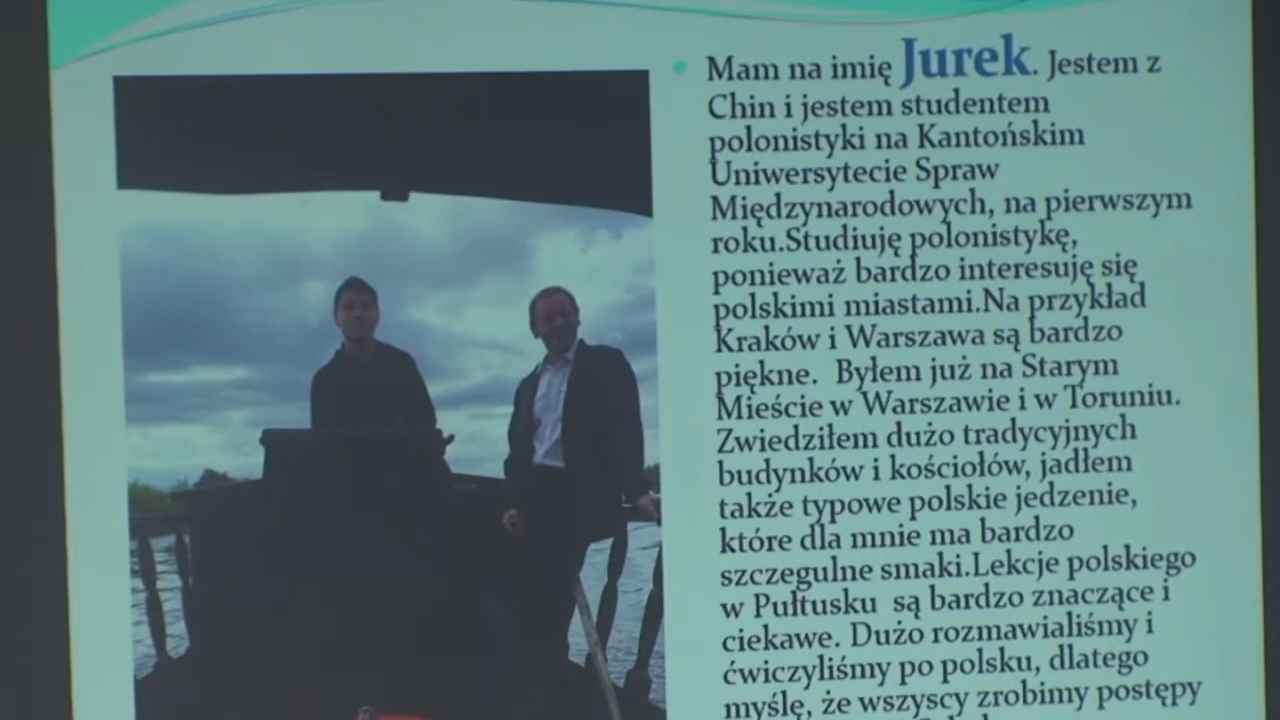 Mam na imię Jurek. Jestem z
Chin i jestem studentem
polonistyki na Kantońskim
Uniwersytecie Spraw
Międzynarodowych, na pierwszym
roku.Studiuję polonistykę,
ponieważ bardzo interesuję się
polskimi miastami.Na przykład
Kraków i Warszawa są bardzo
piękne.  Byłem już na Starym
Mieście w Warszawie i w Toruniu.
Zwiedziłem dużo tradycyjnych
budynków i kościołów, jadłem
także typowe polskie jedzenie,
które dla mnie ma bardzo
szczegulne smaki.Lekcje polskiego
w Pułtusku  są bardzo znaczące i
ciekawe. Dużo rozmawialiśmy i
ćwiczyliśmy po polsku, dlatego
myślę, że wszyscy zrobimy postępy